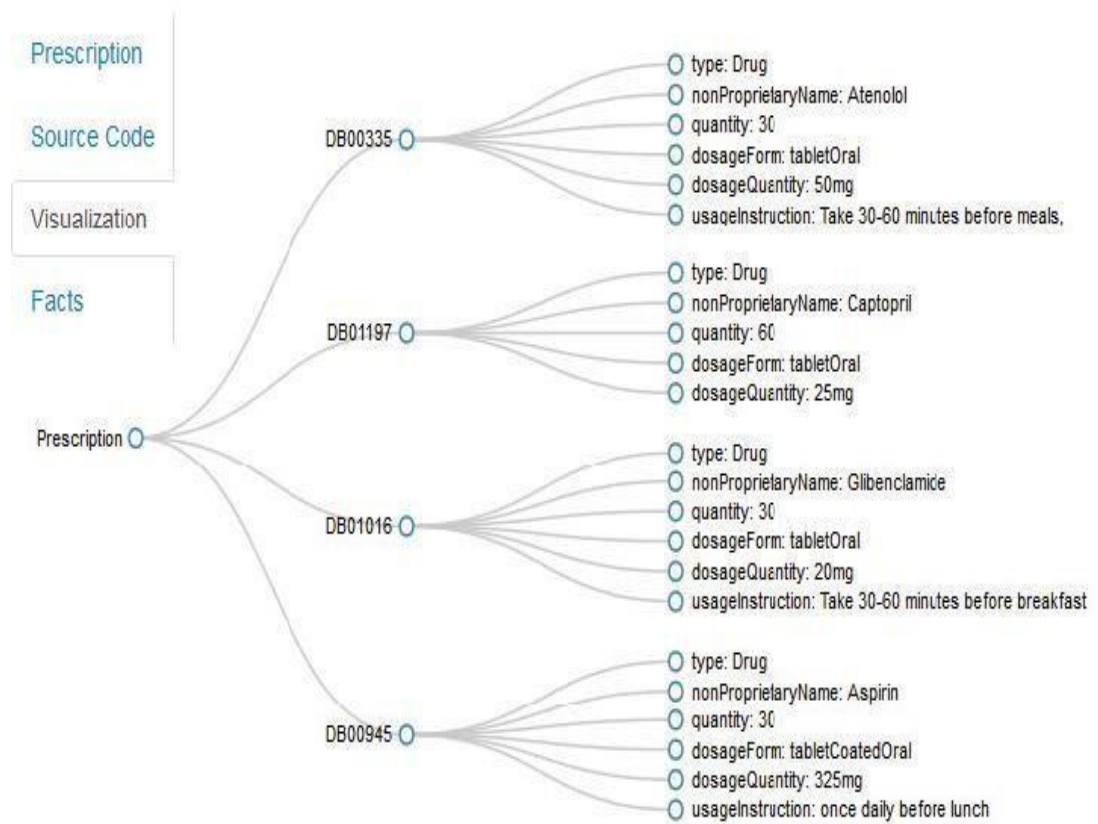 Prescription
Source Code
Visualization
Facts
Prescription
DB00335
type: Drug
nonProprietaryName: Atenolol
quantity: 30
dosageForm: tabletOral
dosageQuantity: 50mg
usageInstruction: Take 30-60 minutes before meals,
DB01197
type: Drug
nonProprietaryName: Captopril
quantity: 60
dosageForm: tabletOral
dosageQuantity: 25mg
DB01016
type: Drug
nonProprietaryName: Glibenclamide
quantity: 30
dosageForm: tabletOral
dosageQuantity: 20mg
usageInstruction: Take 30-60 minutes before breakfast
DB00945
type: Drug
nonProprietaryName: Aspirin
quantity: 30
dosageForm: tabletCoatedOral
dosageQuantity: 325mg
usageInstruction: once daily before lunch